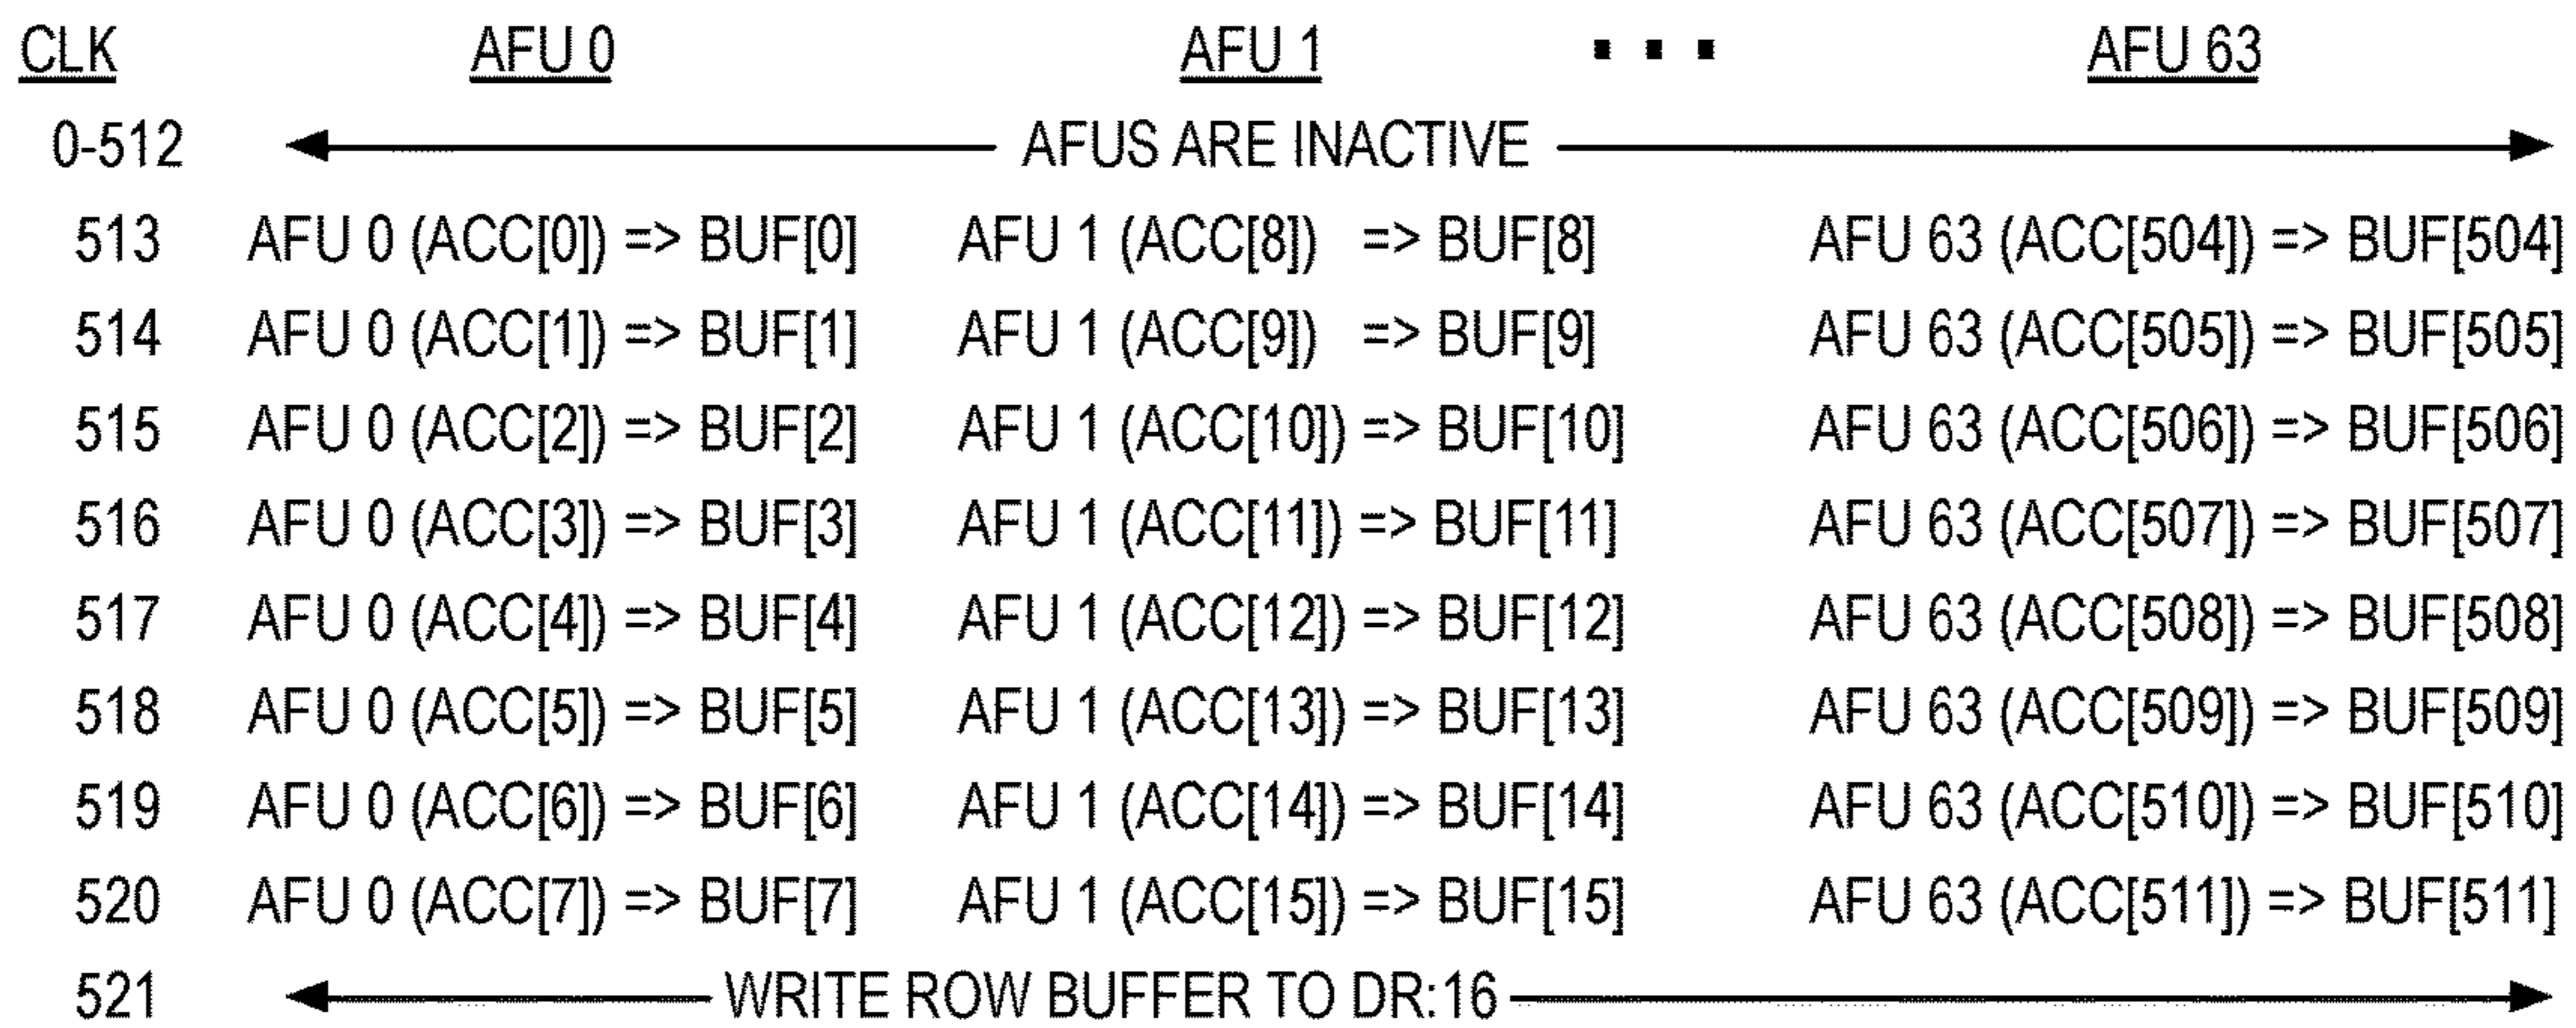 CLK AFU 0 AFU 1 ... AFU 63
0-512 AFUS ARE INACTIVE
513 AFU 0 (ACC[0]) => BUF[0] AFU 1 (ACC[8]) => BUF[8] AFU 63 (ACC[504]) => BUF[504]
514 AFU 0 (ACC[1]) => BUF[1] AFU 1 (ACC[9]) => BUF[9] AFU 63 (ACC[505]) => BUF[505]
515 AFU 0 (ACC[2]) => BUF[2] AFU 1 (ACC[10]) => BUF[10] AFU 63 (ACC[506]) => BUF[506]
516 AFU 0 (ACC[3]) => BUF[3] AFU 1 (ACC[11]) => BUF[11] AFU 63 (ACC[507]) => BUF[507]
517 AFU 0 (ACC[4]) => BUF[4] AFU 1 (ACC[12]) => BUF[12] AFU 63 (ACC[508]) => BUF[508]
518 AFU 0 (ACC[5]) => BUF[5] AFU 1 (ACC[13]) => BUF[13] AFU 63 (ACC[509]) => BUF[509]
519 AFU 0 (ACC[6]) => BUF[6] AFU 1 (ACC[14]) => BUF[14] AFU 63 (ACC[510]) => BUF[510]
520 AFU 0 (ACC[7]) => BUF[7] AFU 1 (ACC[15]) => BUF[15] AFU 63 (ACC[511]) => BUF[511]
521 WRITE ROW BUFFER TO DR:16